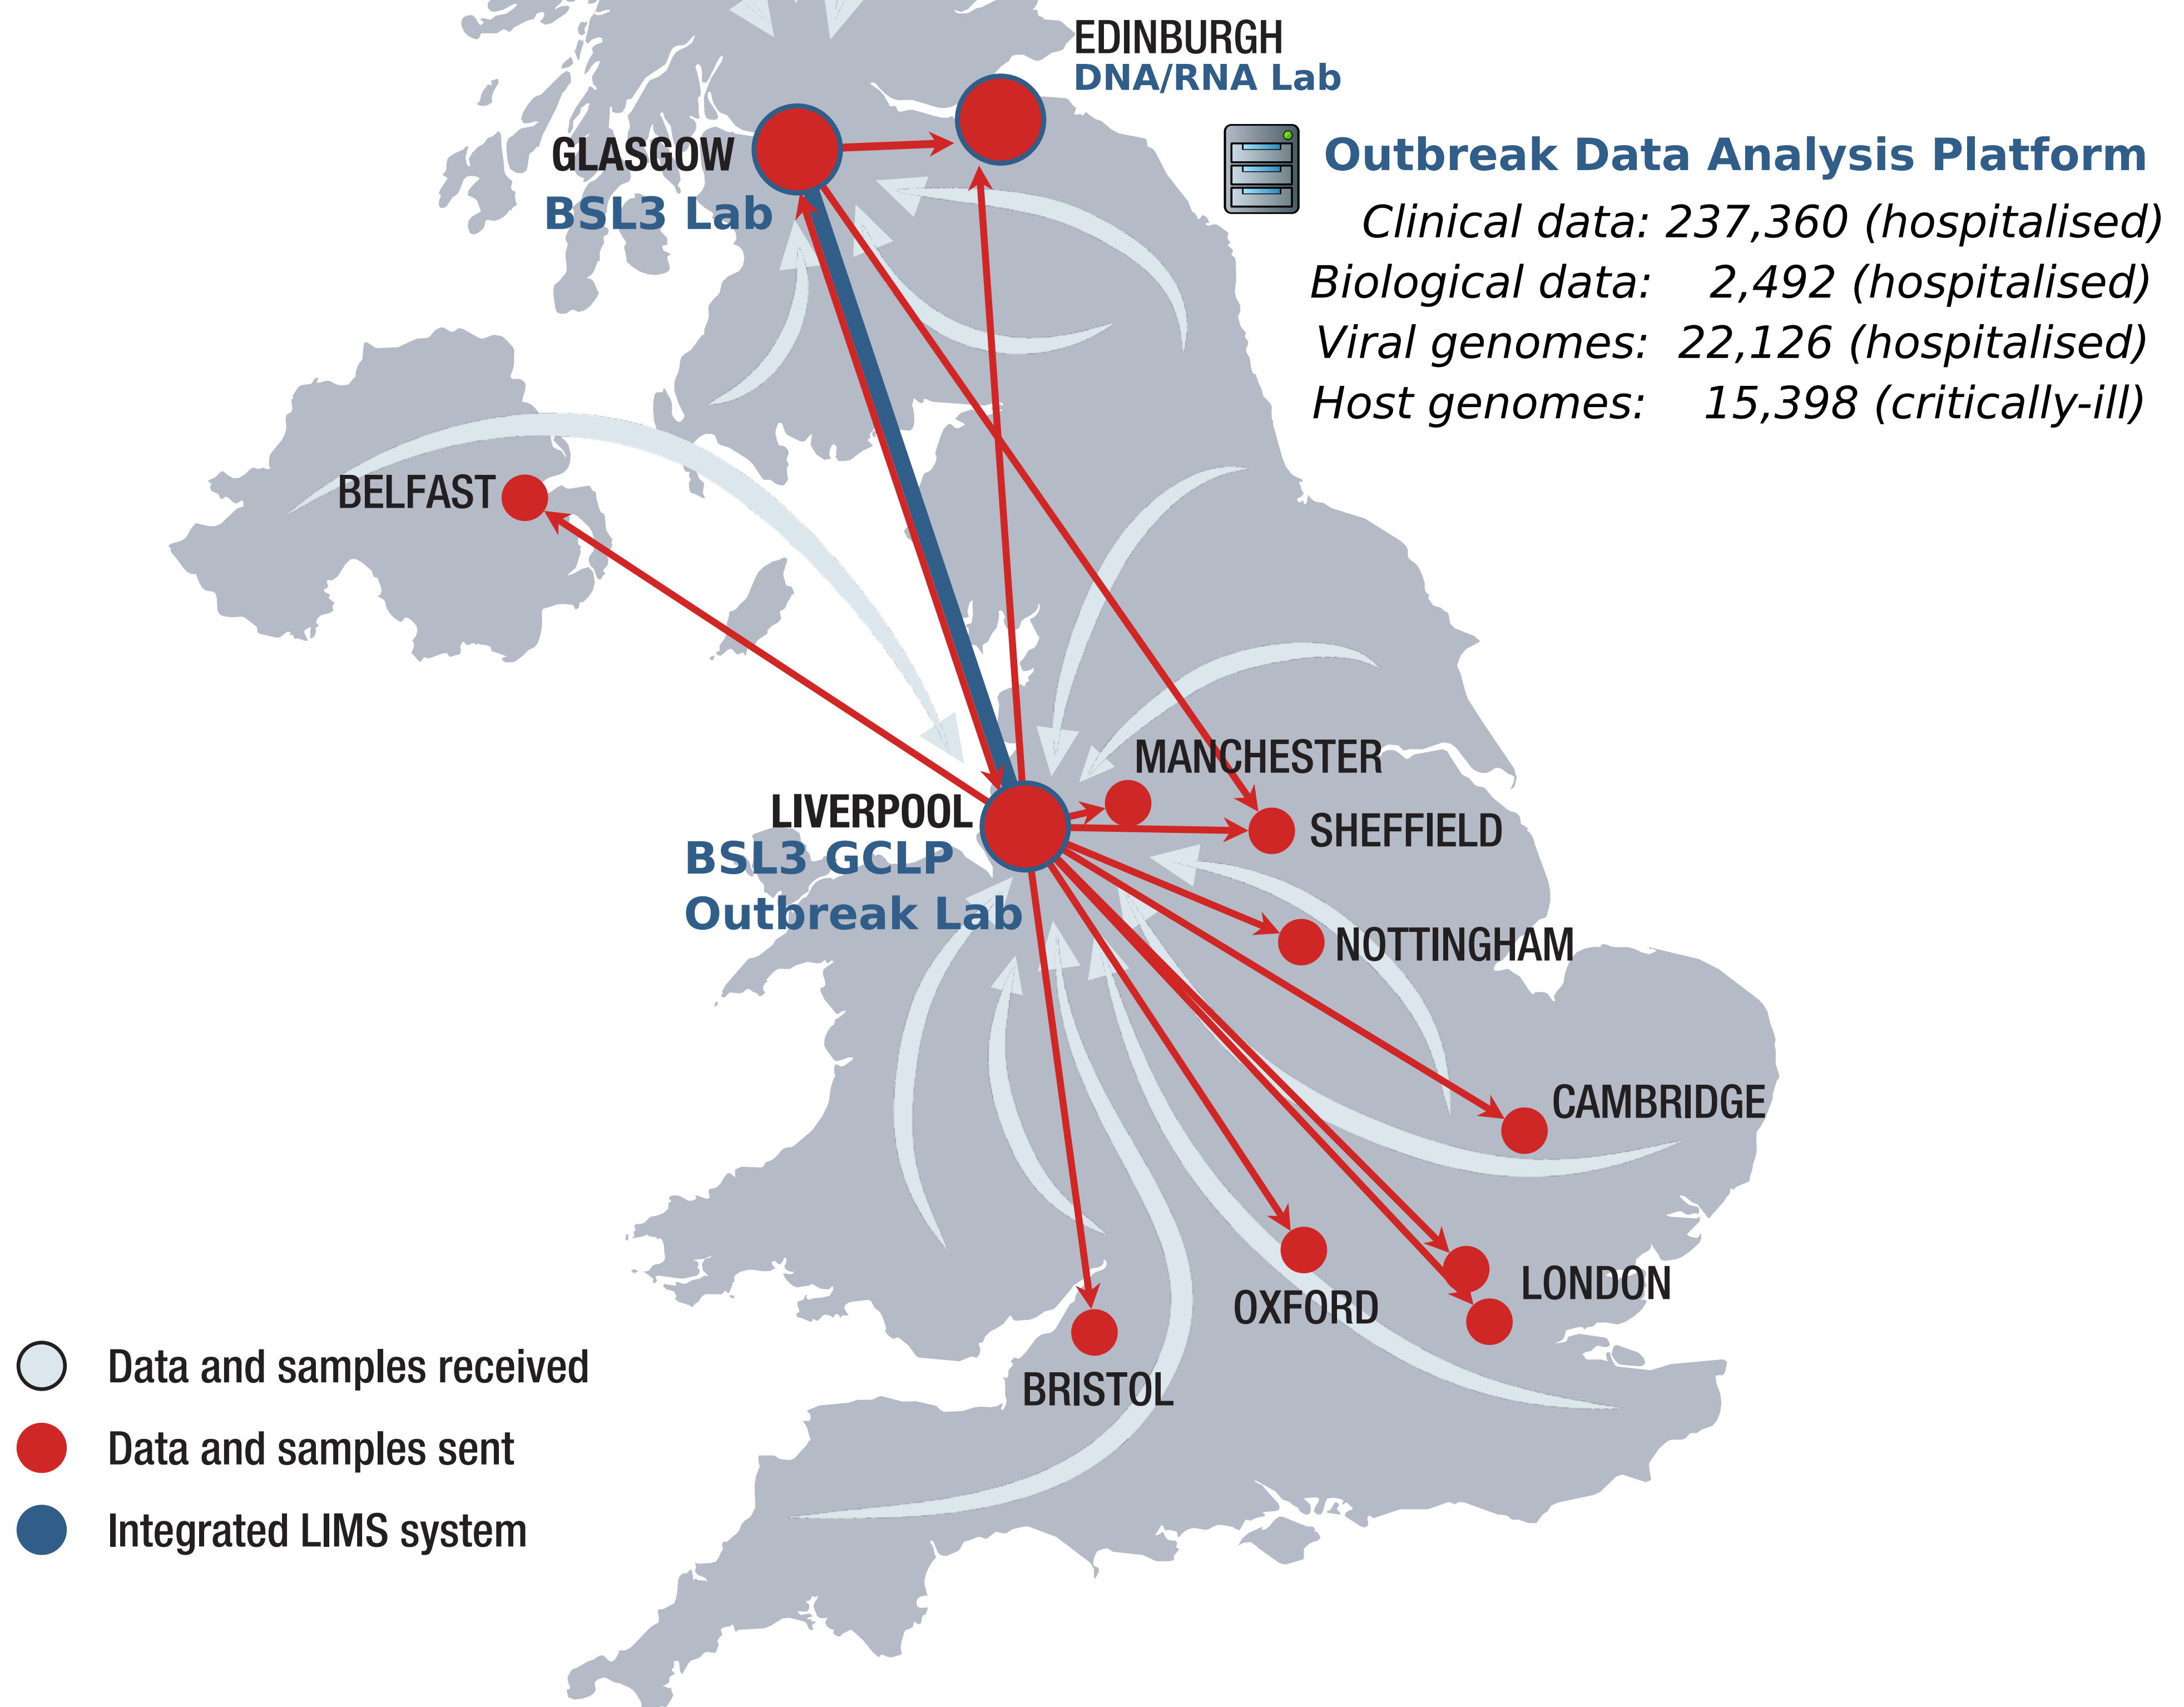 EDINBURGH
DNA/RNA Lab
GLASGOW
BSL3 Lab
Outbreak Data Analysis Platform
Clinical data: 237,360 (hospitalised)
Biological data: 2,492 (hospitalised)
Viral genomes: 22,126 (hospitalised)
Host genomes: 15,398 (critically-ill)
BELFAST
MANCHESTER
LIVERPOOL
BSL3 GCLP
Outbreak Lab
SHEFFIELD
NOTTINGHAM
CAMBRIDGE
LONDON
OXFORD
BRISTOL
Data and samples received
Data and samples sent
Integrated LIMS system